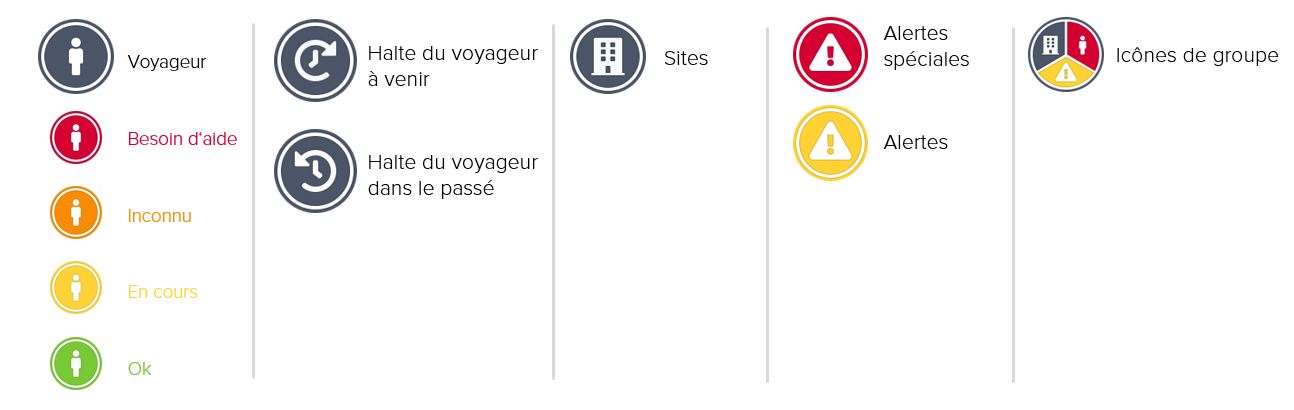 Voyageur
Besoin d‘aide
Inconnu
En cours
Ok
Halte du voyageur
à venir
Halte du voyageur
dans le passé
Sites
Alertes
spéciales
Alertes
Icônes de groupe